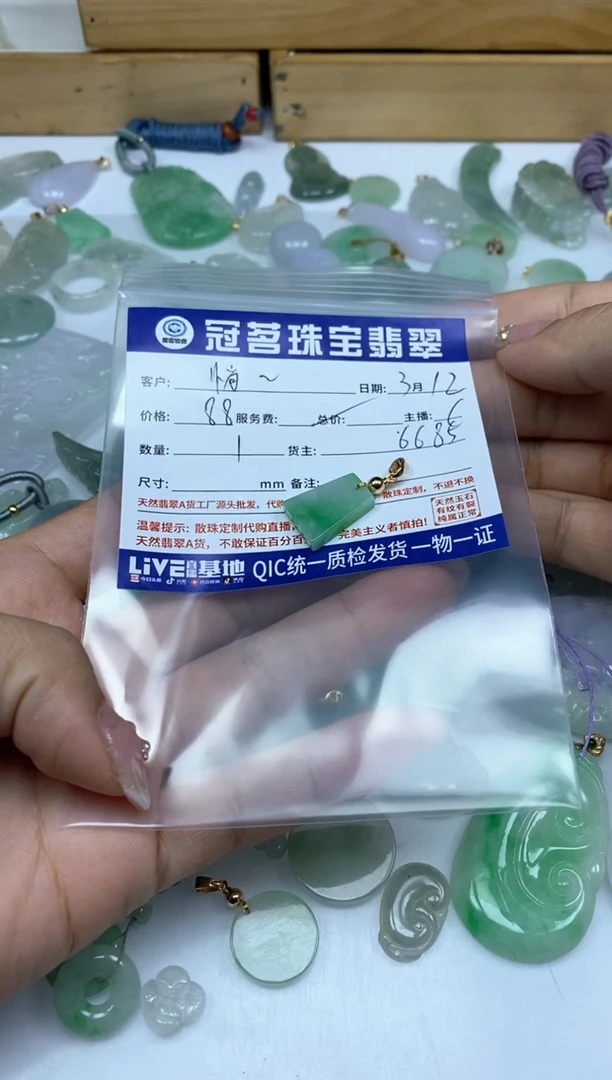 冠茗珠宝翡翠
客户: 日期: 3月12
价格: 88 服务费: 总价: 主播: 6
数量: 1 货主: 6685
尺寸: mm 备注:
天然翡翠A货工厂源头批发,代购 散珠定制,不退不换
温馨提示: 散珠定制代购直播 完美主义者慎拍!
天然翡翠A货,不敢保证百分百
天然玉石
有纹有裂
纯属正常
LiVE 基地 QIC统一质检发货 一物一证